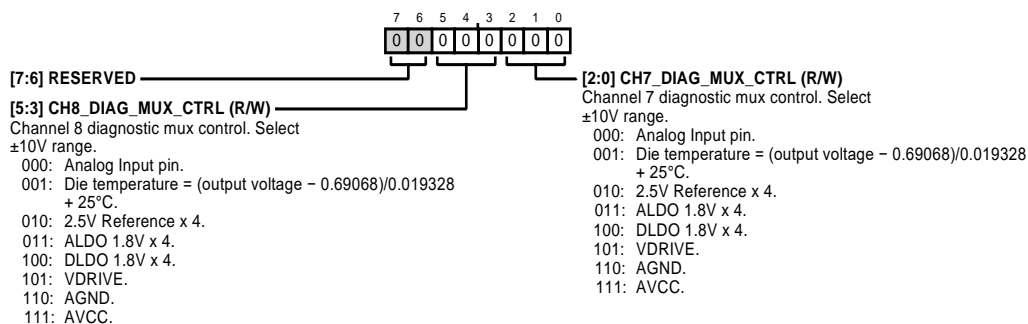 7 6 5 4 3 2 1 0
0 0 0 0 0 0 0 0
[7:6] RESERVED
[5:3] CH8_DIAG_MUX_CTRL (R/W)
Channel 8 diagnostic mux control. Select
±10V range.
000: Analog Input pin.
001: Die temperature = (output voltage − 0.69068)/0.019328
+ 25°C.
010: 2.5V Reference x 4.
011: ALDO 1.8V x 4.
100: DLDO 1.8V x 4.
101: VDRIVE.
110: AGND.
111: AVCC.
[2:0] CH7_DIAG_MUX_CTRL (R/W)
Channel 7 diagnostic mux control. Select
±10V range.
000: Analog Input pin.
001: Die temperature = (output voltage − 0.69068)/0.019328
+ 25°C.
010: 2.5V Reference x 4.
011: ALDO 1.8V x 4.
100: DLDO 1.8V x 4.
101: VDRIVE.
110: AGND.
111: AVCC.